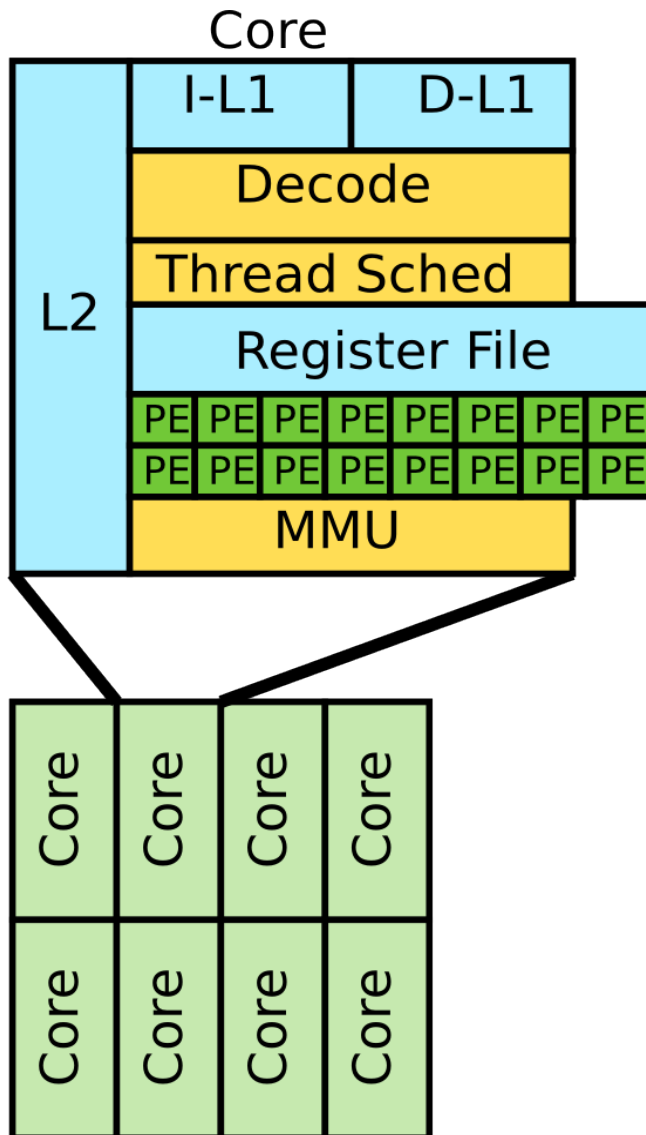 Core
I-L1 D-L1
Decode
Thread Sched
L2
Register File
PE PE PE PE PE PE PE PE
PE PE PE PE PE PE PE PE
MMU
Core Core Core Core
Core Core Core Core